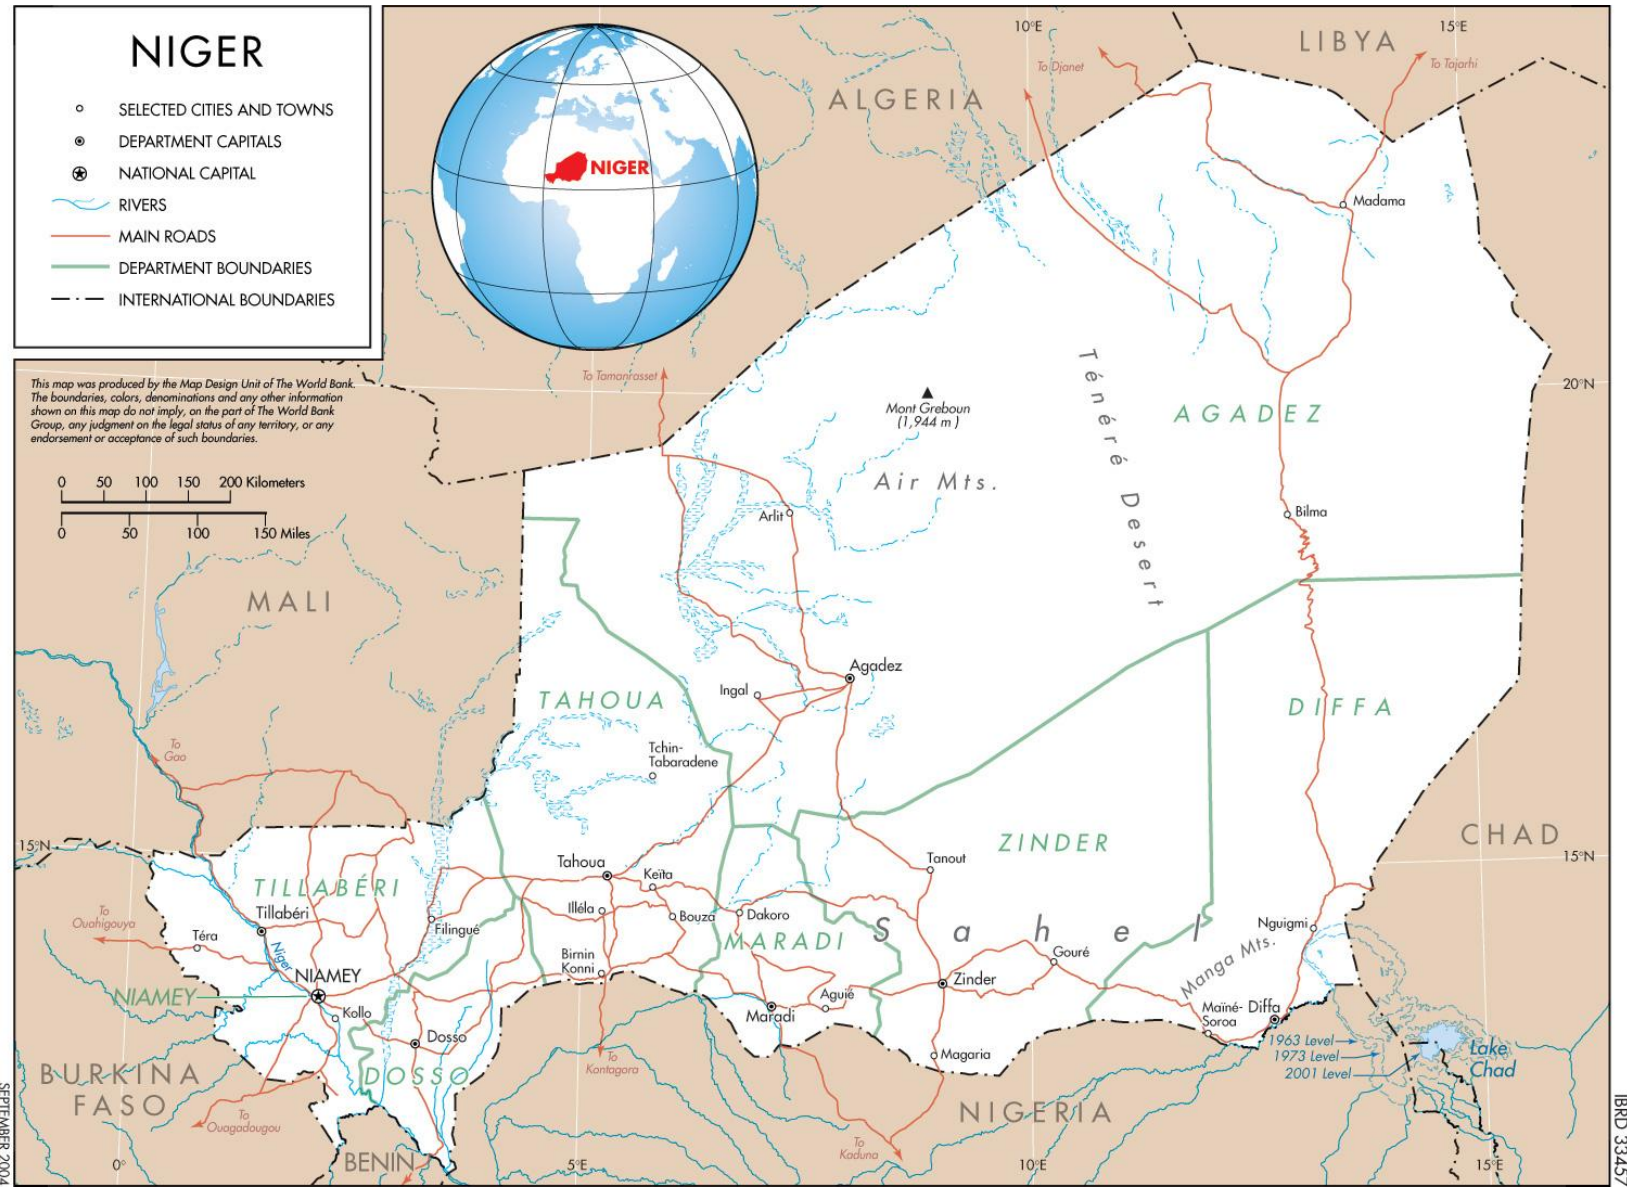 NIGER
SELECTED CITIES AND TOWNS
DEPARTMENT CAPITALS
NATIONAL CAPITAL
RIVERS
MAIN ROADS
DEPARTMENT BOUNDARIES
INTERNATIONAL BOUNDARIES
NIGER
This map was produced by the Map Design Unit of The World Bank.
The boundaries, colors, denominations and any other information
shown on this map do not imply, on the part of The World Bank
Group, any judgment on the legal status of any territory, or any
endorsement or acceptance of such boundaries.
0 50 100 150 200 Kilometers
0 50 100 150 Miles
10°E
15°E
LIBYA
To Djanet
To Tajarhi
ALGERIA
Madama
To Tamanrasset
20°N
Mont Greboun
(1,944 m)
Ténéré Desert
AGADEZ
Air Mts.
Arlit
Bilma
MALI
Agadez
Ingal
TAHOUA
DIFFA
Tchin-
Tabaradene
To
Gao
15°N
ZINDER
CHAD
15°N
Tanout
Tahoua
Keïta
TILLABÉRI
Tillabéri
Illéla
Bouza
Dakoro
To
Ouahigouya
Téra
Filingué
MARADI
Sahel
Nguigmi
Niger
Birnin
Konni
Gouré
Manga Mts.
NIAMEY
NIAMEY
Zinder
Aguié
Kollo
Maradi
Maïné-
Soroa
Diffa
Dosso
Magaria
1963 Level
1973 Level
2001 Level
Lake
Chad
To
Kontagora
BURKINA
FASO
DOSSO
To
Ouagadougou
NIGERIA
To
Kaduna
BENIN
0°
5°E
10°E
15°E
SEPTEMBER 2004
IBRD 33457